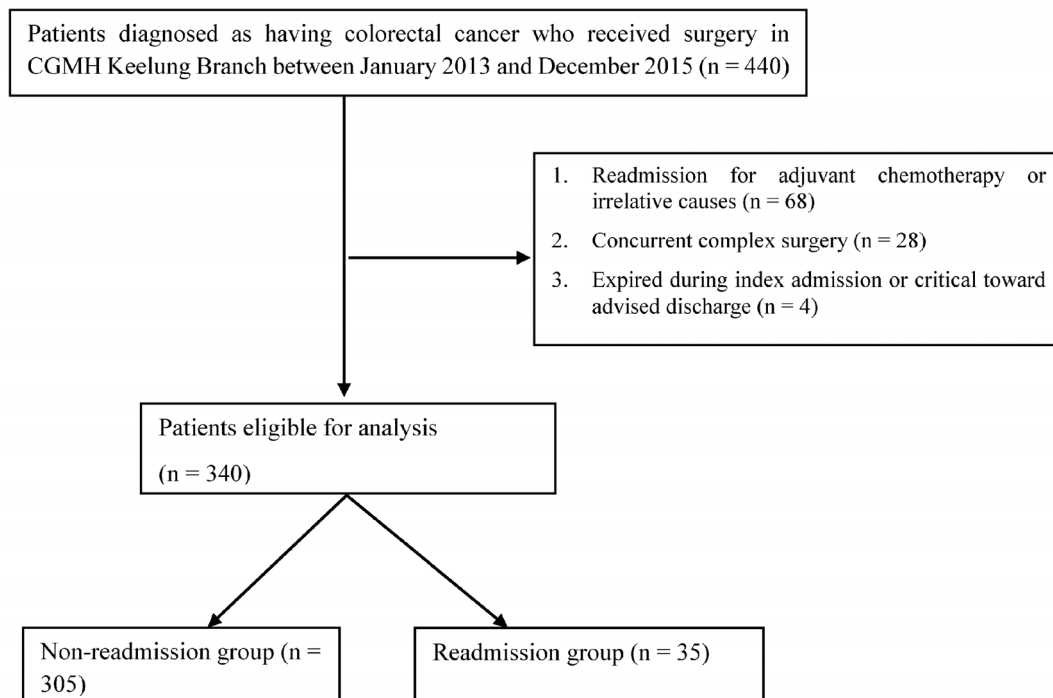 Patients diagnosed as having colorectal cancer who received surgery in
CGMH Keelung Branch between January 2013 and December 2015 (n = 440)
1. Readmission for adjuvant chemotherapy or
irrelative causes (n = 68)
2. Concurrent complex surgery (n = 28)
3. Expired during index admission or critical toward
advised discharge (n = 4)
Patients eligible for analysis
(n = 340)
Non-readmission group (n =
305)
Readmission group (n = 35)